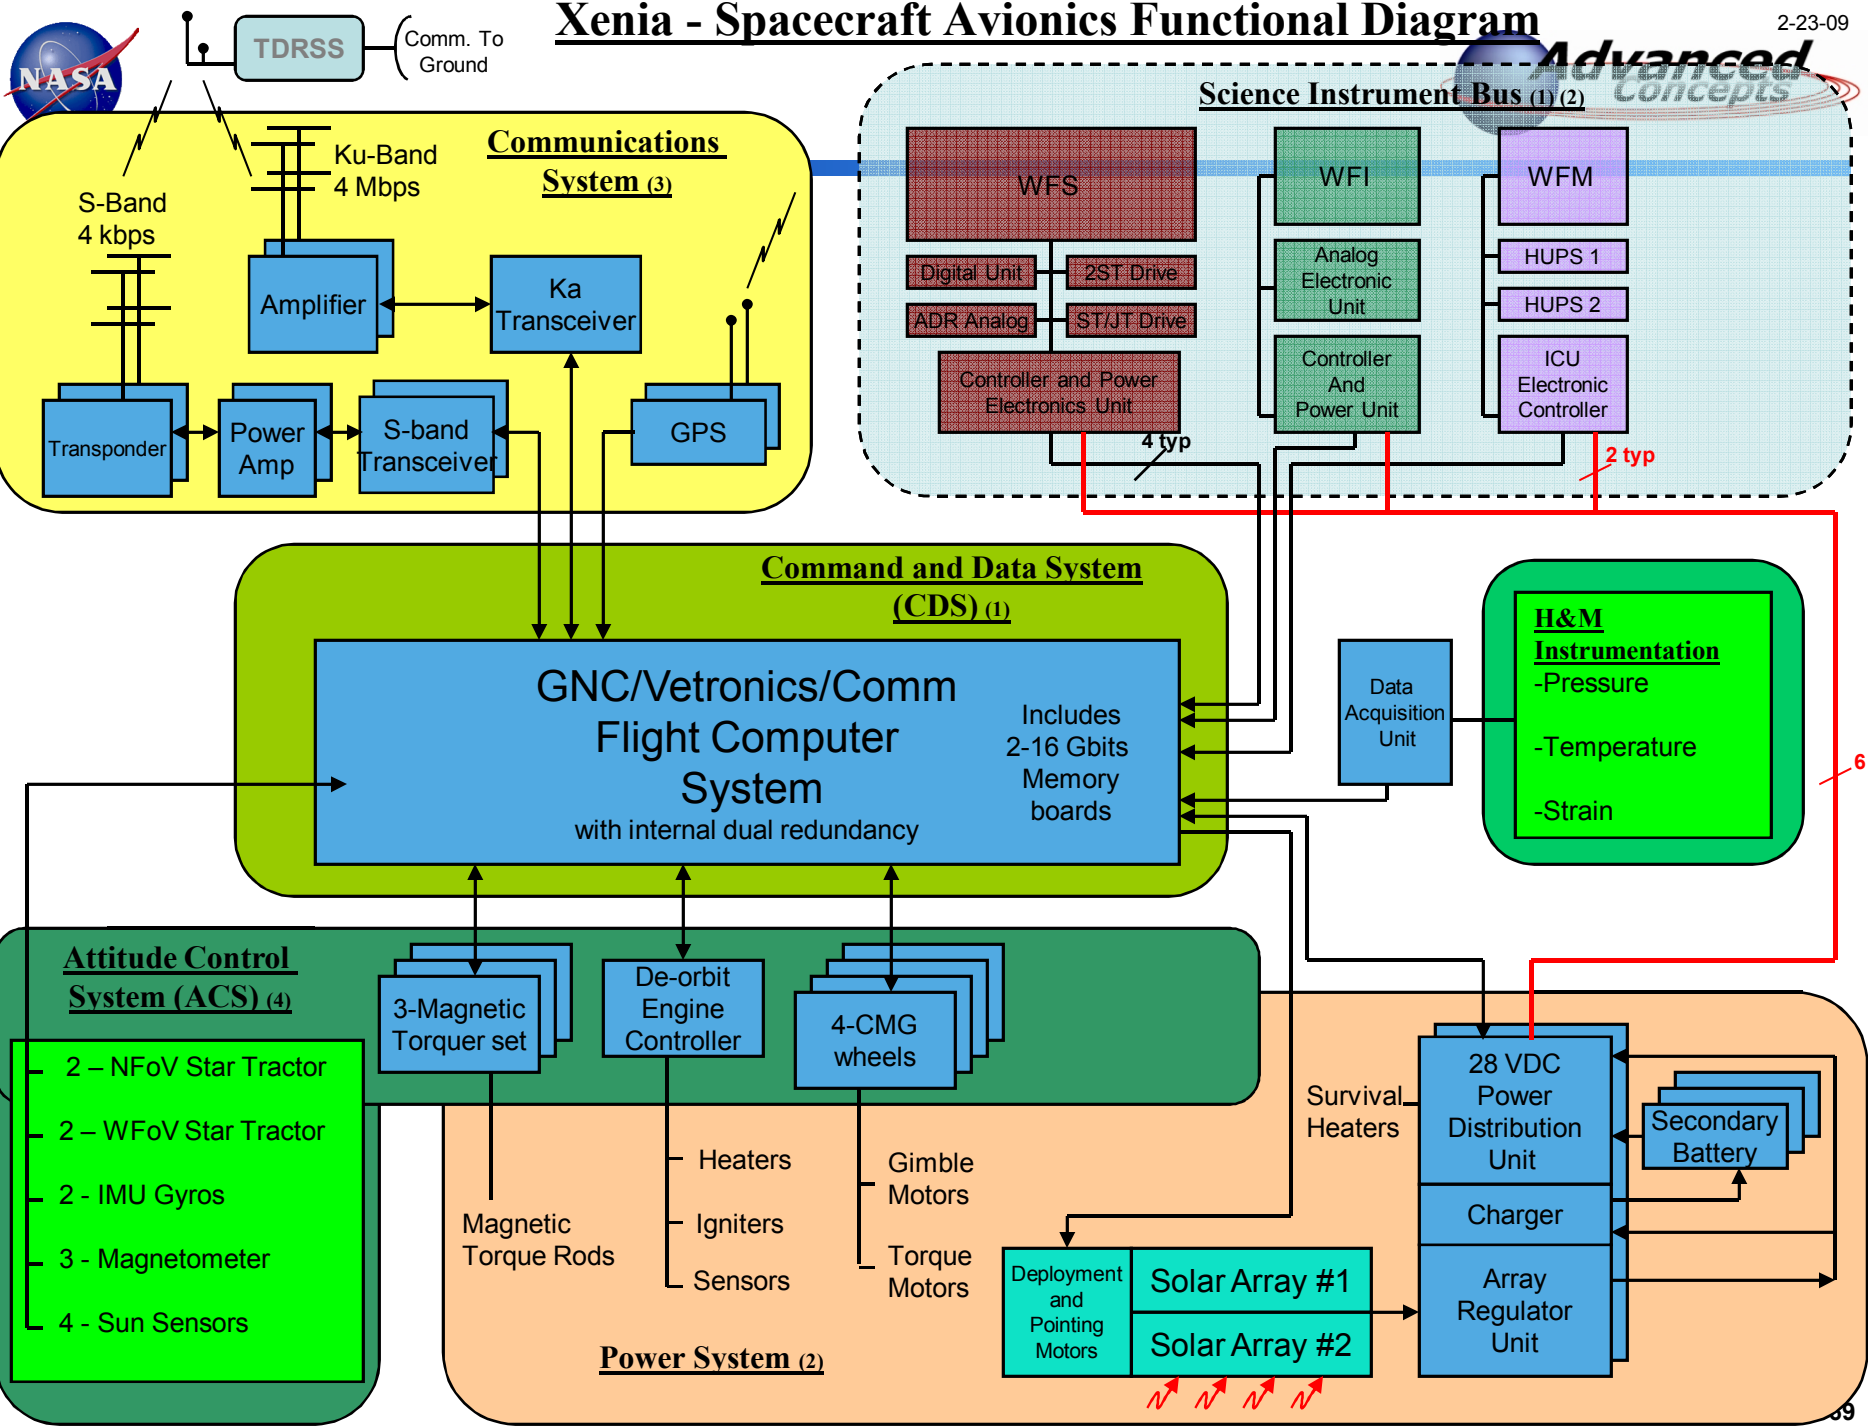 Xenia - Spacecraft Avionics Functional Diagram
2-23-09
NASA
TDRSS
Comm. To
Ground
Advanced
Concepts
Communications
System (3)
Ku-Band
4 Mbps
S-Band
4 kbps
Amplifier
Ka
Transceiver
Transponder
Power
Amp
S-band
Transceiver
GPS
Science Instrument Bus (1) (2)
WFS
Digital Unit
2ST Drive
ADR Analog
ST/JT Drive
Controller and Power
Electronics Unit
WFI
Analog
Electronic
Unit
Controller
And
Power Unit
WFM
HUPS 1
HUPS 2
ICU
Electronic
Controller
4 typ
2 typ
Command and Data System
(CDS) (1)
GNC/Vetronics/Comm
Flight Computer
System
with internal dual redundancy
Includes
2-16 Gbits
Memory
boards
Data
Acquisition
Unit
H&M
Instrumentation
-Pressure
-Temperature
-Strain
6
Attitude Control
System (ACS) (4)
2 – NFoV Star Tractor
2 – WFoV Star Tractor
2 - IMU Gyros
3 - Magnetometer
4 - Sun Sensors
3-Magnetic
Torquer set
De-orbit
Engine
Controller
4-CMG
wheels
Magnetic
Torque Rods
Heaters
Igniters
Sensors
Gimble
Motors
Torque
Motors
Power System (2)
Survival
Heaters
28 VDC
Power
Distribution
Unit
Secondary
Battery
Charger
Array
Regulator
Unit
Deployment
and
Pointing
Motors
Solar Array #1
Solar Array #2